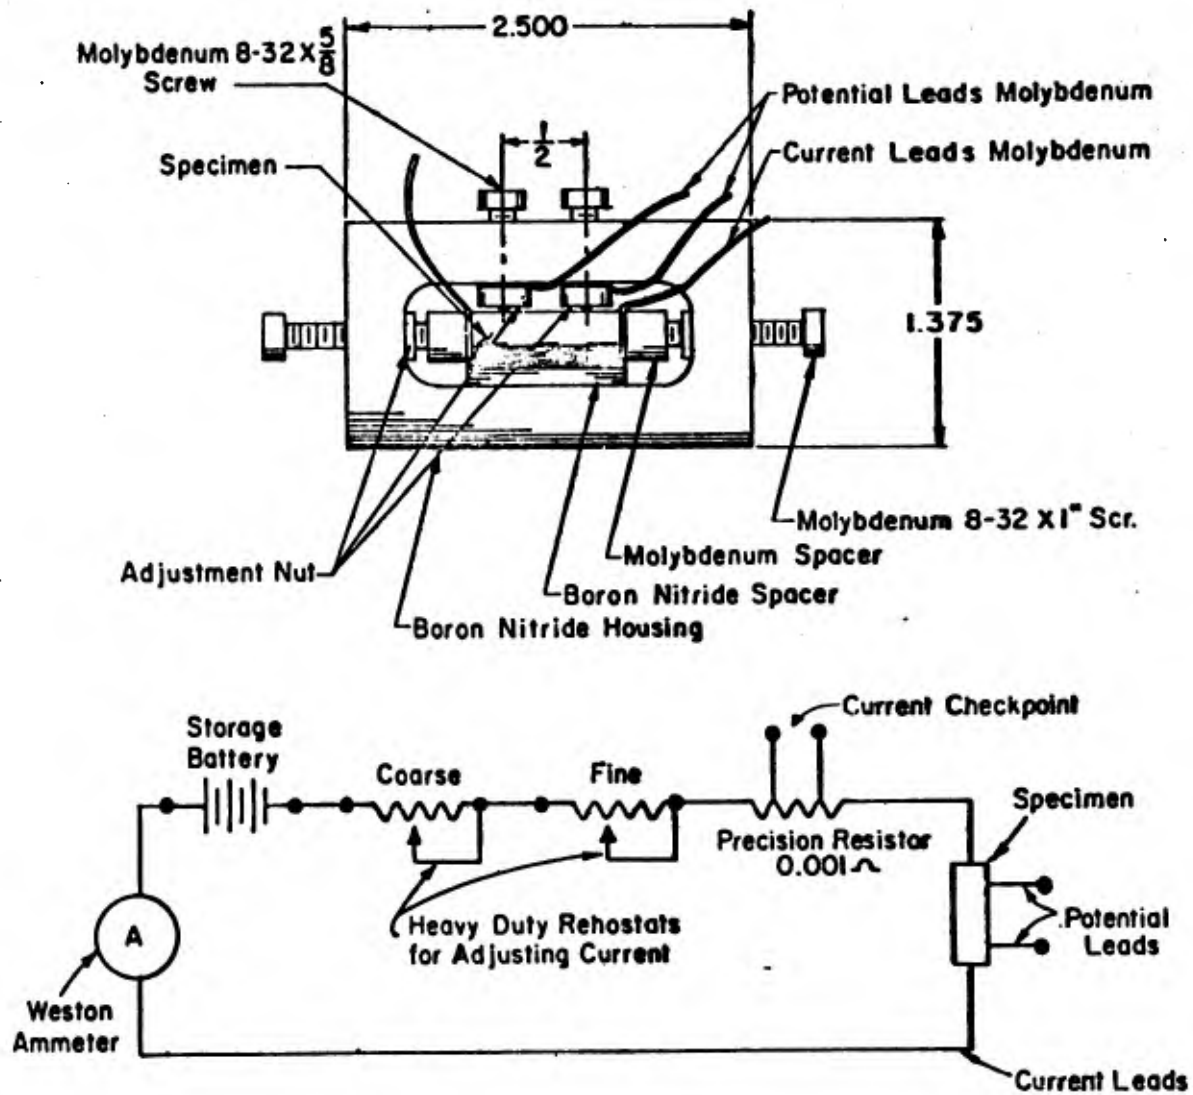 2.500
Molybdenum 8-32 X 5/8
Screw
Potential Leads Molybdenum
1/2
Current Leads Molybdenum
Specimen
1.375
Molybdenum 8-32 X 1" Scr.
Molybdenum Spacer
Adjustment Nut
Boron Nitride Spacer
Boron Nitride Housing
Current Checkpoint
Storage
Battery
Coarse
Fine
Specimen
Precision Resistor
0.001 Ω
A
Heavy Duty Rehostats
for Adjusting Current
Potential
Leads
Weston
Ammeter
Current Leads